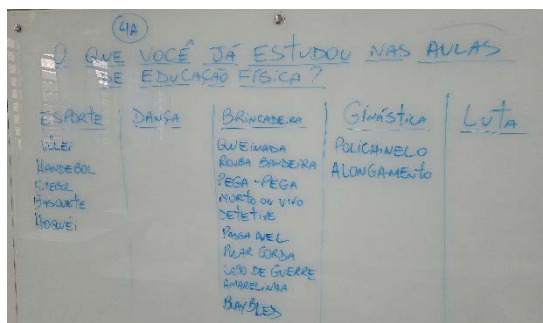 4A
O QUE VOCÊ JÁ ESTUDOU NAS AULAS
DE EDUCAÇÃO FÍSICA?
ESPORTE
VÔLEI
HANDEBOL
FUTEBOL
BASQUETE
HOQUEI
DANÇA
BRINCADEIRA
QUEIMADA
ROUBA BANDEIRA
PEGA-PEGA
MORTO OU VIVO
DETETIVE
PASSA ANEL
PULAR CORDA
DE GUERRA
AMARELINHA
GINÁSTICA
POLICHINELO
ALONGAMENTO
LUTA